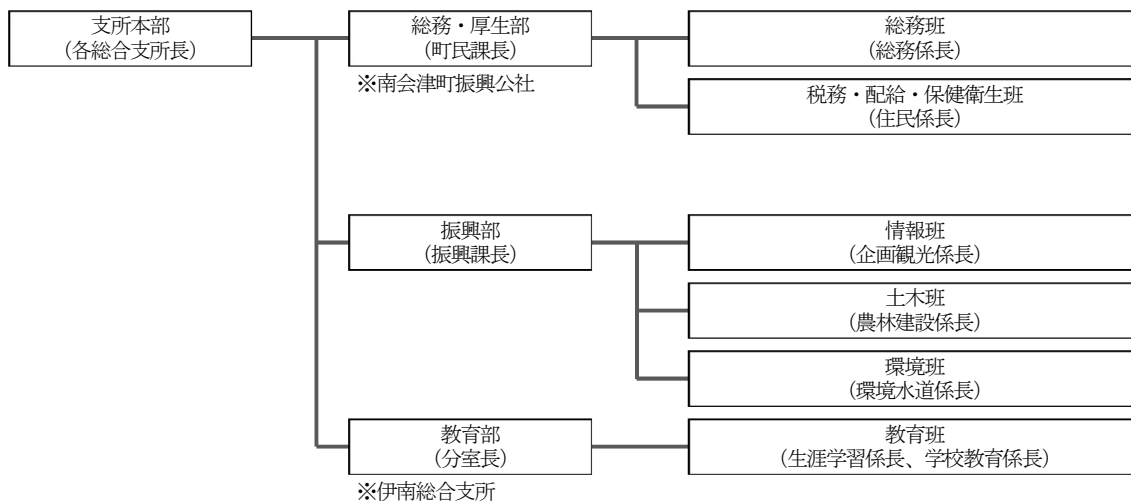 支所本部
（各総合支所長）
総務・厚生部
（町民課長）
※南会津町振興公社
総務班
（総務係長）
税務・配給・保健衛生班
（住民係長）
振興部
（振興課長）
情報班
（企画観光係長）
土木班
（農林建設係長）
環境班
（環境水道係長）
教育部
（分室長）
※伊南総合支所
教育班
（生涯学習係長、学校教育係長）